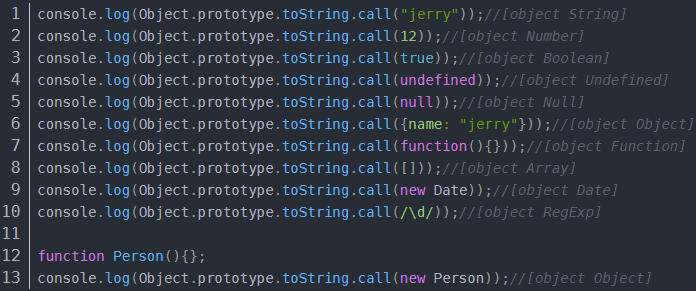 1 console.log(Object.prototype.toString.call("jerry"));//[object String]
2 console.log(Object.prototype.toString.call(12));//[object Number]
3 console.log(Object.prototype.toString.call(true));//[object Boolean]
4 console.log(Object.prototype.toString.call(undefined));//[object Undefined]
5 console.log(Object.prototype.toString.call(null));//[object Null]
6 console.log(Object.prototype.toString.call({name: "jerry"}));//[object Object]
7 console.log(Object.prototype.toString.call(function(){}));//[object Function]
8 console.log(Object.prototype.toString.call([]));//[object Array]
9 console.log(Object.prototype.toString.call(new Date));//[object Date]
10 console.log(Object.prototype.toString.call(/\d/));//[object RegExp]
11
12 function Person(){};
13 console.log(Object.prototype.toString.call(new Person));//[object Object]